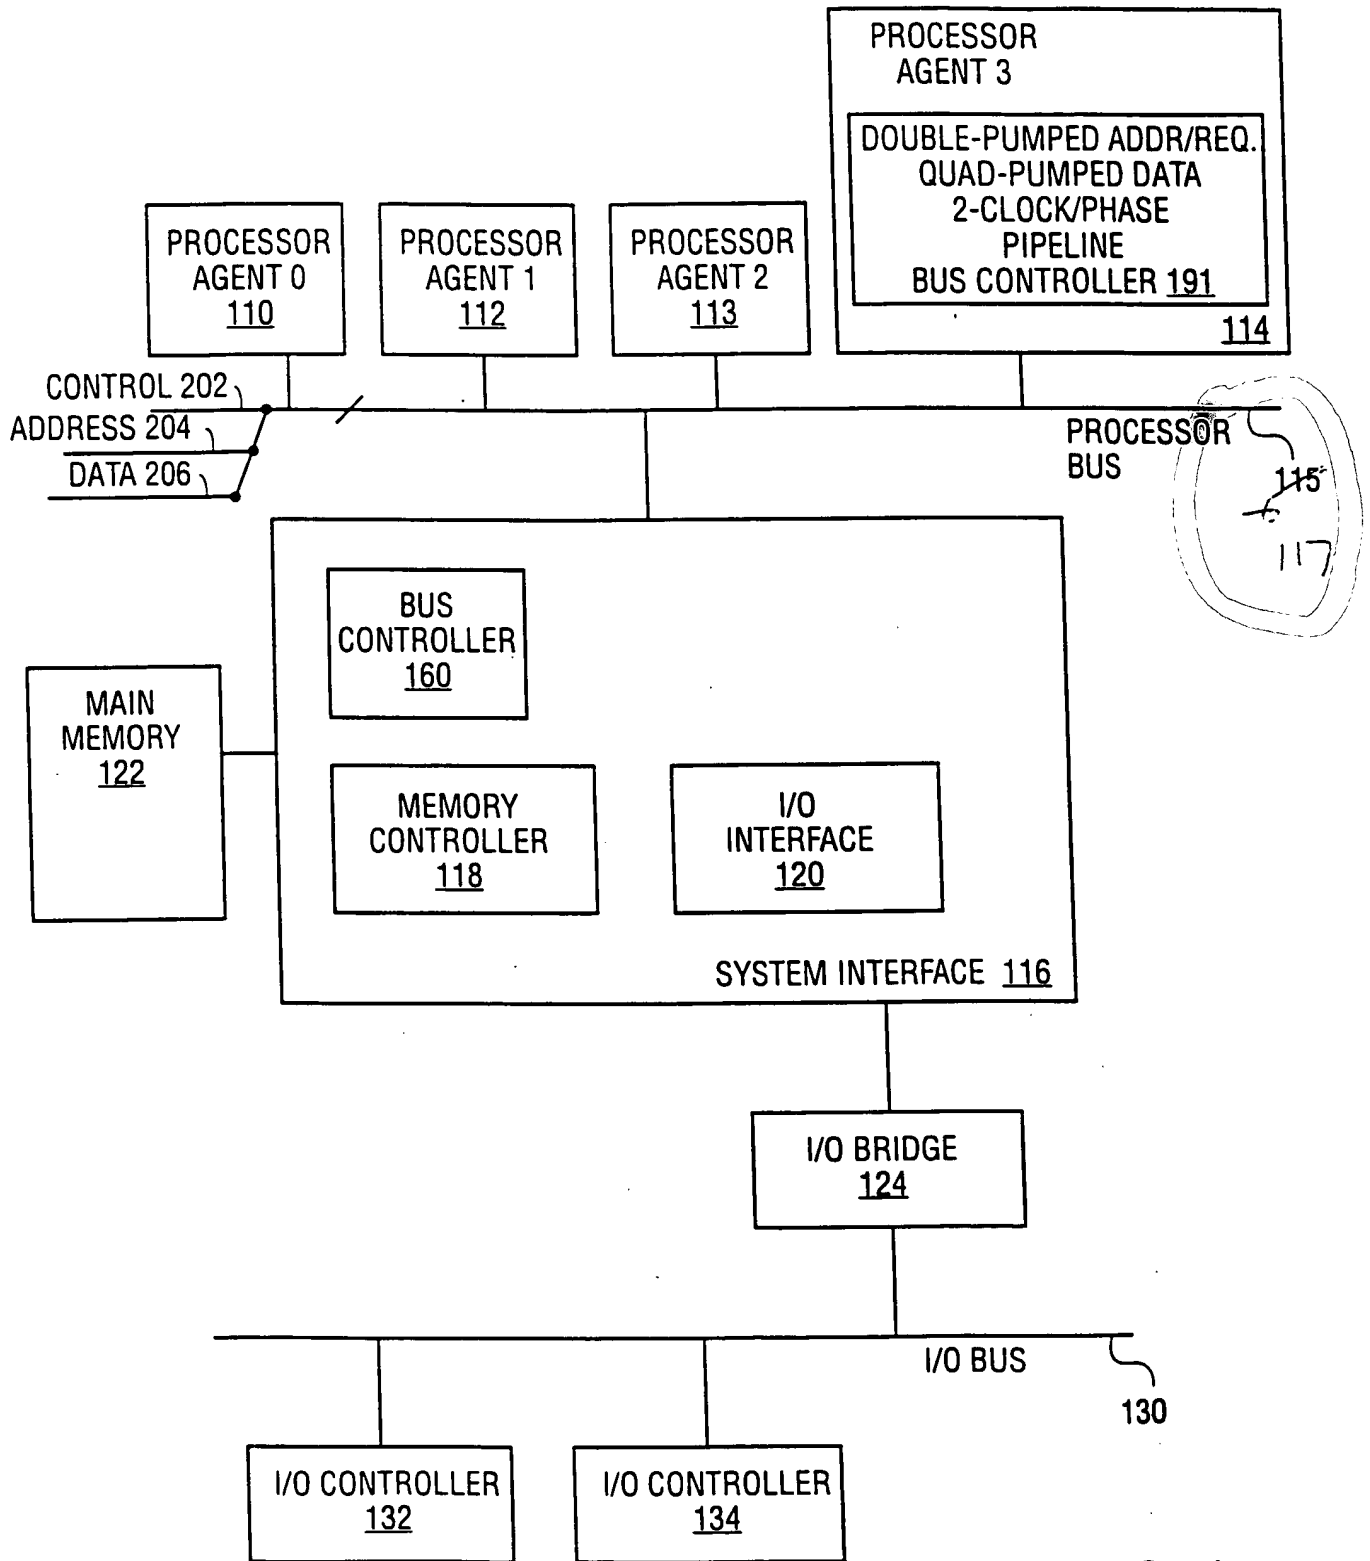 PROCESSOR
AGENT 3
DOUBLE-PUMPED ADDR/REQ.
QUAD-PUMPED DATA
2-CLOCK/PHASE
PIPELINE
BUS CONTROLLER 191
114
PROCESSOR
AGENT 0
110
PROCESSOR
AGENT 1
112
PROCESSOR
AGENT 2
113
CONTROL 202
ADDRESS 204
DATA 206
PROCESSOR
BUS
115
117
BUS
CONTROLLER
160
MAIN
MEMORY
122
MEMORY
CONTROLLER
118
I/O
INTERFACE
120
SYSTEM INTERFACE 116
I/O BRIDGE
124
I/O BUS
130
I/O CONTROLLER
132
I/O CONTROLLER
134